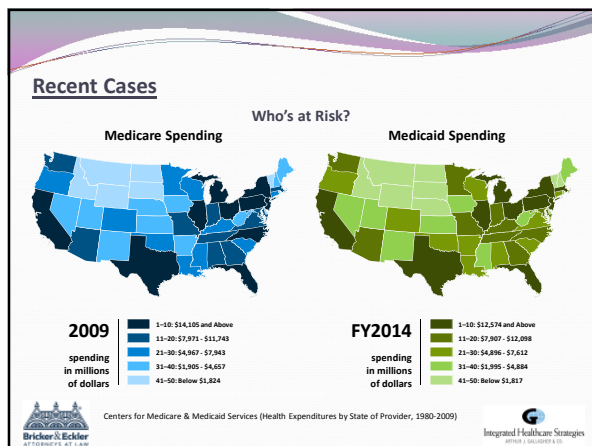 Recent Cases
Who's at Risk?
Medicare Spending
Medicaid Spending
2009
spending
in millions
of dollars
1–10: $14,105 and Above
11–20: $7,971 - $11,743
21–30: $4,967 - $7,943
31–40: $1,905 - $4,657
41–50: Below $1,824
FY2014
spending
in millions
of dollars
1–10: $12,574 and Above
11–20: $7,907 - $12,098
21–30: $4,896 - $7,612
31–40: $1,995 - $4,884
41–50: Below $1,817
Bricker & Eckler
ATTORNEYS AT LAW
Centers for Medicare & Medicaid Services (Health Expenditures by State of Provider, 1980-2009)
Integrated Healthcare Strategies
ARTHUR J. GALLAGHER & CO.